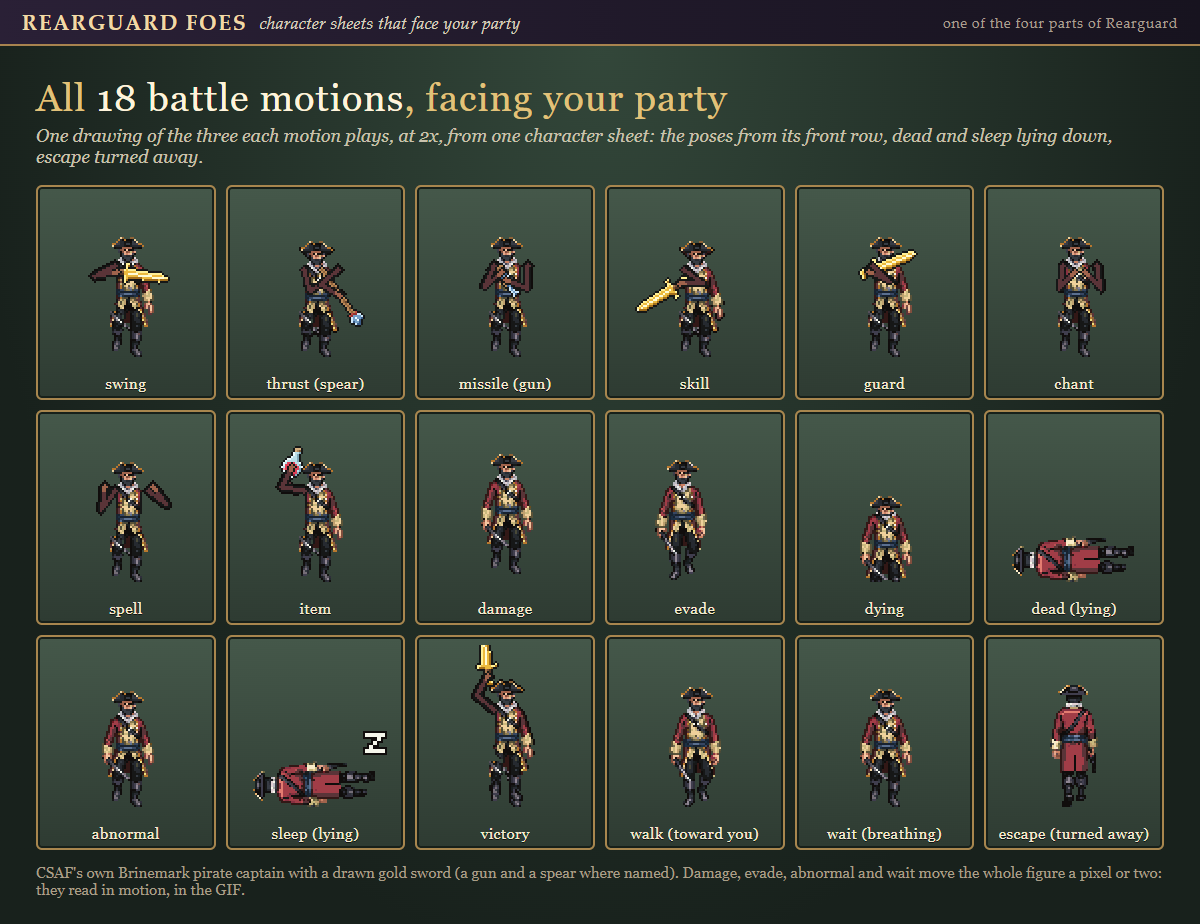 REARGUARD FOES character sheets that face your party
one of the four parts of Rearguard
All 18 battle motions, facing your party
One drawing of the three each motion plays, at 2x, from one character sheet: the poses from its front row, dead and sleep lying down,
escape turned away.
swing
thrust (spear)
missile (gun)
skill
guard
chant
spell
item
damage
evade
dying
dead (lying)
abnormal
Z
sleep (lying)
victory
walk (toward you)
wait (breathing)
escape (turned away)
CSAF's own Brinemark pirate captain with a drawn gold sword (a gun and a spear where named). Damage, evade, abnormal and wait move the whole figure a pixel or two:
they read in motion, in the GIF.